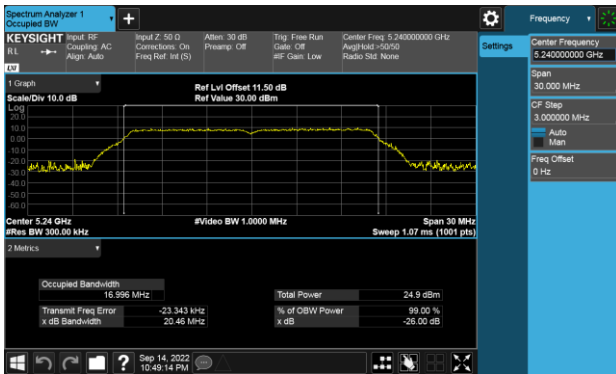 Spectrum Analyzer 1
Occupied BW
+
Frequency
KEYSIGHT
RL
LXI
Input: RF
Coupling: AC
Align: Auto
Input Z: 50 Ω
Corrections: On
Freq Ref: Int (S)
Atten: 30 dB
Preamp: Off
Trig: Free Run
Gate: Off
#IF Gain: Low
Center Freq: 5.240000000 GHz
Avg|Hold:>50/50
Radio Std: None
Settings
Center Frequency
5.240000000 GHz
Span
30.000 MHz
CF Step
3.000000 MHz
Auto
Man
Freq Offset
0 Hz
1 Graph
Scale/Div 10.0 dB
Ref Lvl Offset 11.50 dB
Ref Value 30.00 dBm
Log
20.0
10.0
0.00
-10.0
-20.0
-30.0
-40.0
-50.0
-60.0
Center 5.24 GHz
#Res BW 300.00 kHz
#Video BW 1.0000 MHz
Span 30 MHz
Sweep 1.07 ms (1001 pts)
2 Metrics
Occupied Bandwidth
16.996 MHz
Total Power 24.9 dBm
Transmit Freq Error -23.343 kHz
% of OBW Power 99.00 %
x dB Bandwidth 20.46 MHz
x dB -26.00 dB
?
Sep 14, 2022
10:49:14 PM